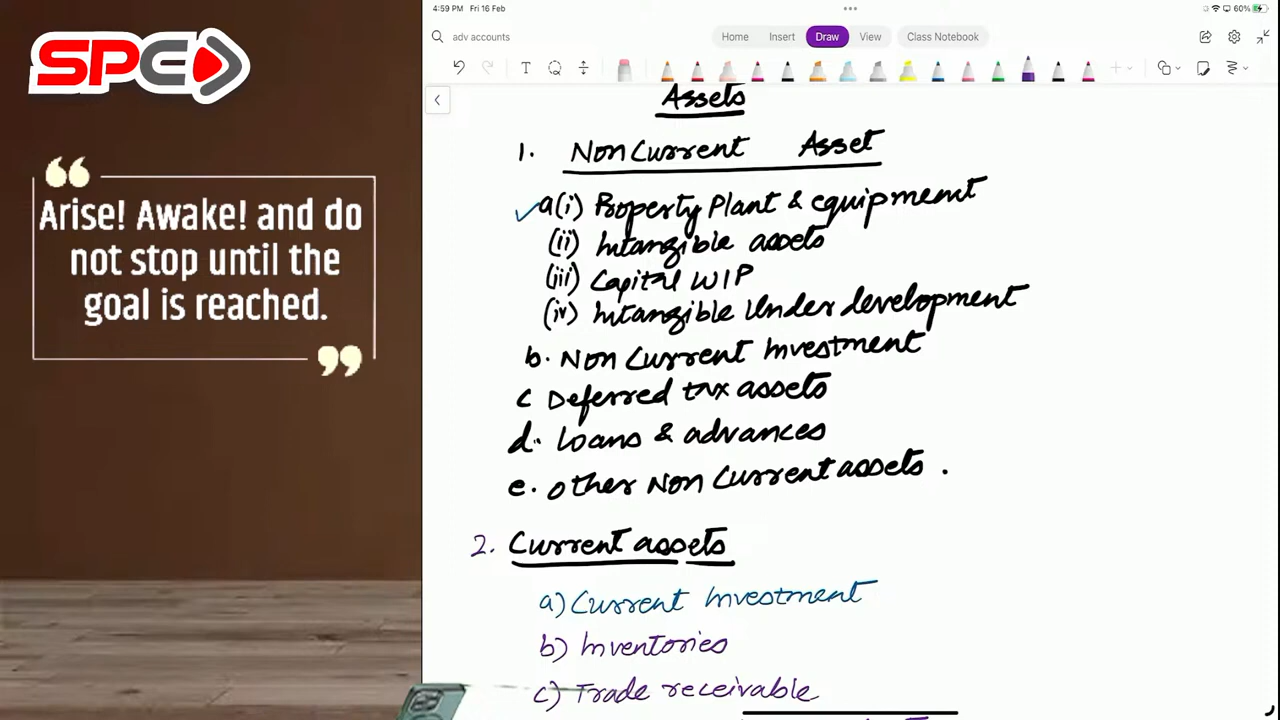 SPED
Arise! Awake! and do
not stop until the
goal is reached.
4:59 PM Fri 16 Feb
60%
adv accounts
Home Insert Draw View Class Notebook
Assets
1. Non Current Asset
a(i) Property Plant & equipment
(ii) Intangible assets
(iii) Capital WIP
(iv) Intangible Under development
b. Non Current Investment
c Deferred tax assets
d. Loans & advances
e. Other Non Current assets.
2. Current assets
a) Current Investment
b) Inventories
c) Trade receivable